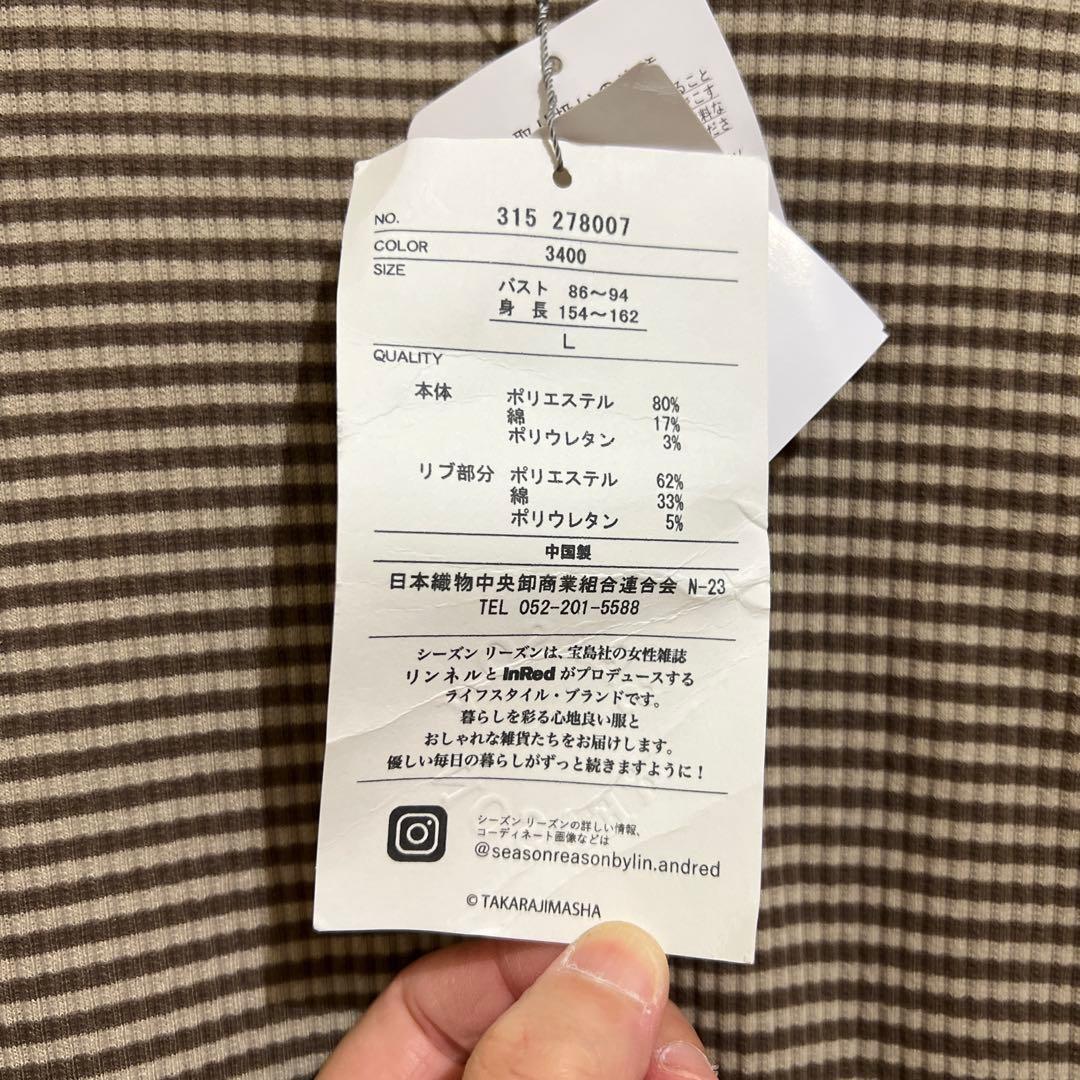 NO. 315 278007
COLOR 3400
SIZE
バスト 86～94
身 長 154～162
L
QUALITY
本体 ポリエステル 80%
綿 17%
ポリウレタン 3%
リブ部分 ポリエステル 62%
綿 33%
ポリウレタン 5%
中国製
日本織物中央卸商業組合連合会 N-23
TEL 052-201-5588
シーズン リーズンは、宝島社の女性雑誌
リンネルとInRedがプロデュースする
ライフスタイル・ブランドです。
暮らしを彩る心地良い服と
おしゃれな雑貨たちをお届けします。
優しい毎日の暮らしがずっと続きますように！
シーズン リーズンの詳しい情報、
コーディネート画像などは
@seasonreasonbylin.andred
© TAKARAJIMASHA